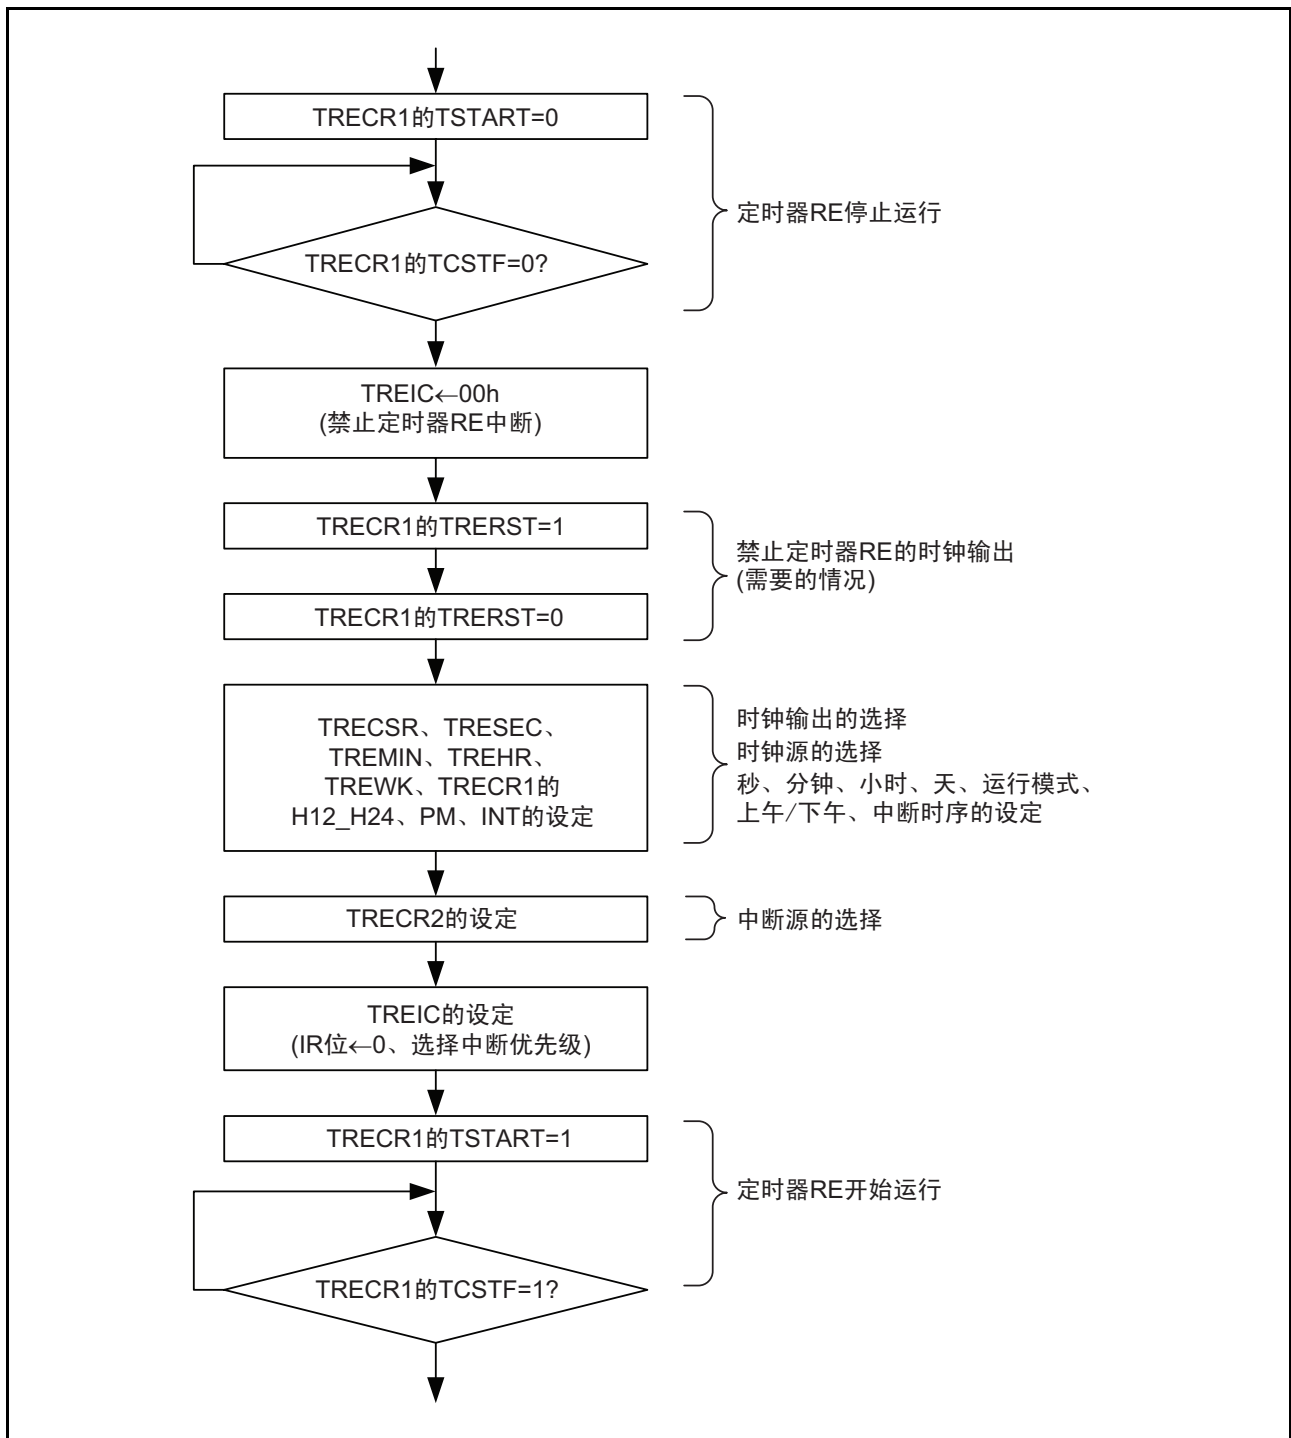 TRECR1的TSTART=0
定时器RE停止运行
TRECR1的TCSTF=0?
TREIC←00h
(禁止定时器RE中断)
TRECR1的TRERST=1
禁止定时器RE的时钟输出
(需要的情况)
TRECR1的TRERST=0
TRECSR、TRESEC、
TREMIN、TREHR、
TREWK、TRECR1的
H12_H24、PM、INT的设定
时钟输出的选择
时钟源的选择
秒、分钟、小时、天、运行模式、
上午/下午、中断时序的设定
TRECR2的设定
中断源的选择
TREIC的设定
(IR位←0、选择中断优先级)
TRECR1的TSTART=1
定时器RE开始运行
TRECR1的TCSTF=1?